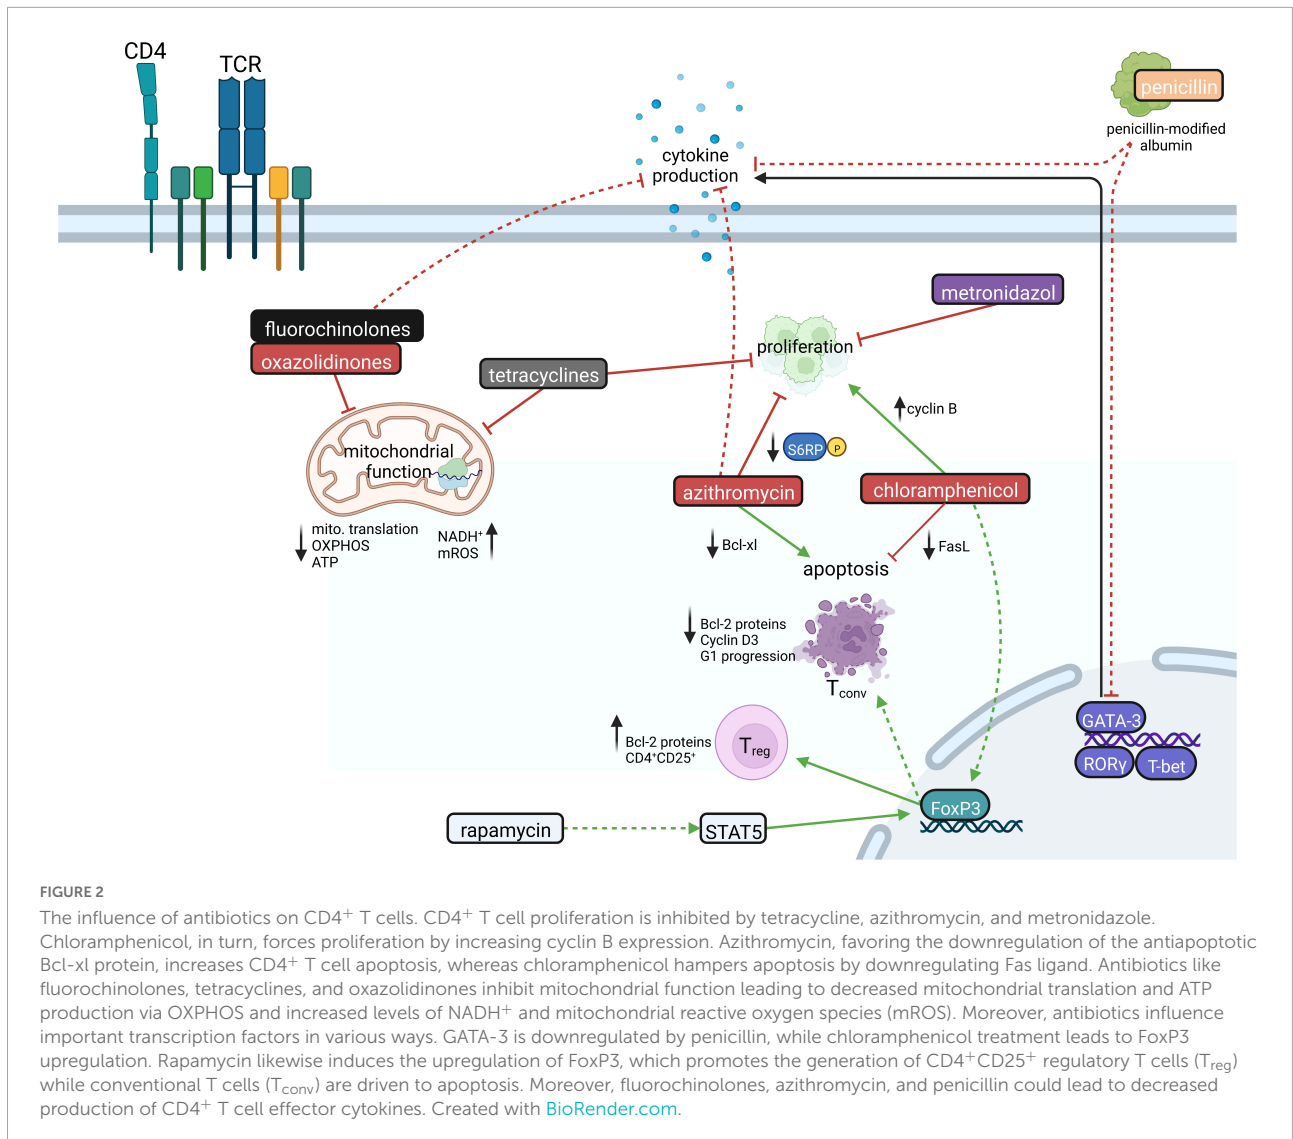 CD4
TCR
penicillin
penicillin-modified
albumin
cytokine
production
metronidazol
fluorochinolones
oxazolidinones
tetracyclines
proliferation
cyclin B
mitochondrial
function
S6RP
P
azithromycin
chloramphenicol
mito. translation
OXPHOS
ATP
NADH⁺
mROS
Bcl-xl
FasL
apoptosis
Bcl-2 proteins
Cyclin D3
G1 progression
Tconv
Bcl-2 proteins
CD4⁺CD25⁺
Treg
GATA-3
RORγ
T-bet
FoxP3
rapamycin
STAT5
FIGURE 2
The influence of antibiotics on CD4⁺ T cells. CD4⁺ T cell proliferation is inhibited by tetracycline, azithromycin, and metronidazole.
Chloramphenicol, in turn, forces proliferation by increasing cyclin B expression. Azithromycin, favoring the downregulation of the antiapoptotic
Bcl-xl protein, increases CD4⁺ T cell apoptosis, whereas chloramphenicol hampers apoptosis by downregulating Fas ligand. Antibiotics like
fluorochinolones, tetracyclines, and oxazolidinones inhibit mitochondrial function leading to decreased mitochondrial translation and ATP
production via OXPHOS and increased levels of NADH⁺ and mitochondrial reactive oxygen species (mROS). Moreover, antibiotics influence
important transcription factors in various ways. GATA-3 is downregulated by penicillin, while chloramphenicol treatment leads to FoxP3
upregulation. Rapamycin likewise induces the upregulation of FoxP3, which promotes the generation of CD4⁺CD25⁺ regulatory T cells (Treg)
while conventional T cells (Tconv) are driven to apoptosis. Moreover, fluorochinolones, azithromycin, and penicillin could lead to decreased
production of CD4⁺ T cell effector cytokines. Created with BioRender.com.